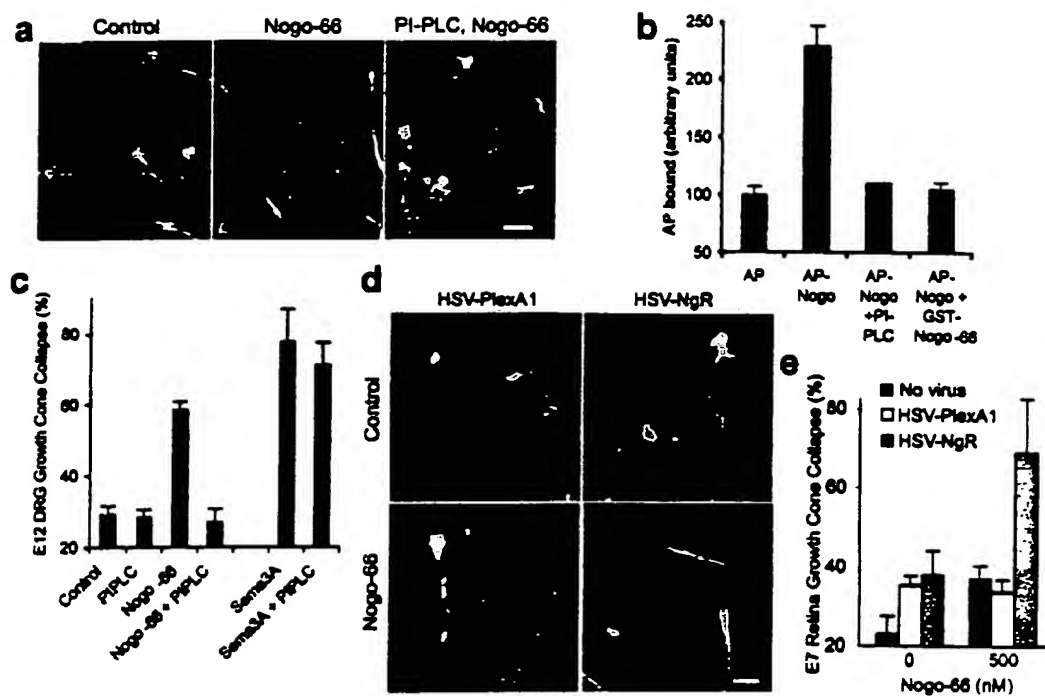 a
Control
Nogo-66
PI-PLC, Nogo-66
b
AP bound (arbitrary units)
250
200
150
100
50
AP
AP-
Nogo
AP-
Nogo
+PI-
PLC
AP-
Nogo +
GST-
Nogo-66
c
E12 DRG Growth Cone Collapse (%)
80
60
40
20
Control
PIPLC
Nogo-66
Nogo-66 + PIPLC
Sema3A
Sema3A + PIPLC
d
HSV-PlexA1
HSV-NgR
Control
Nogo-66
e
E7 Retina Growth Cone Collapse (%)
80
60
40
20
No virus
HSV-PlexA1
HSV-NgR
0
500
Nogo-66 (nM)